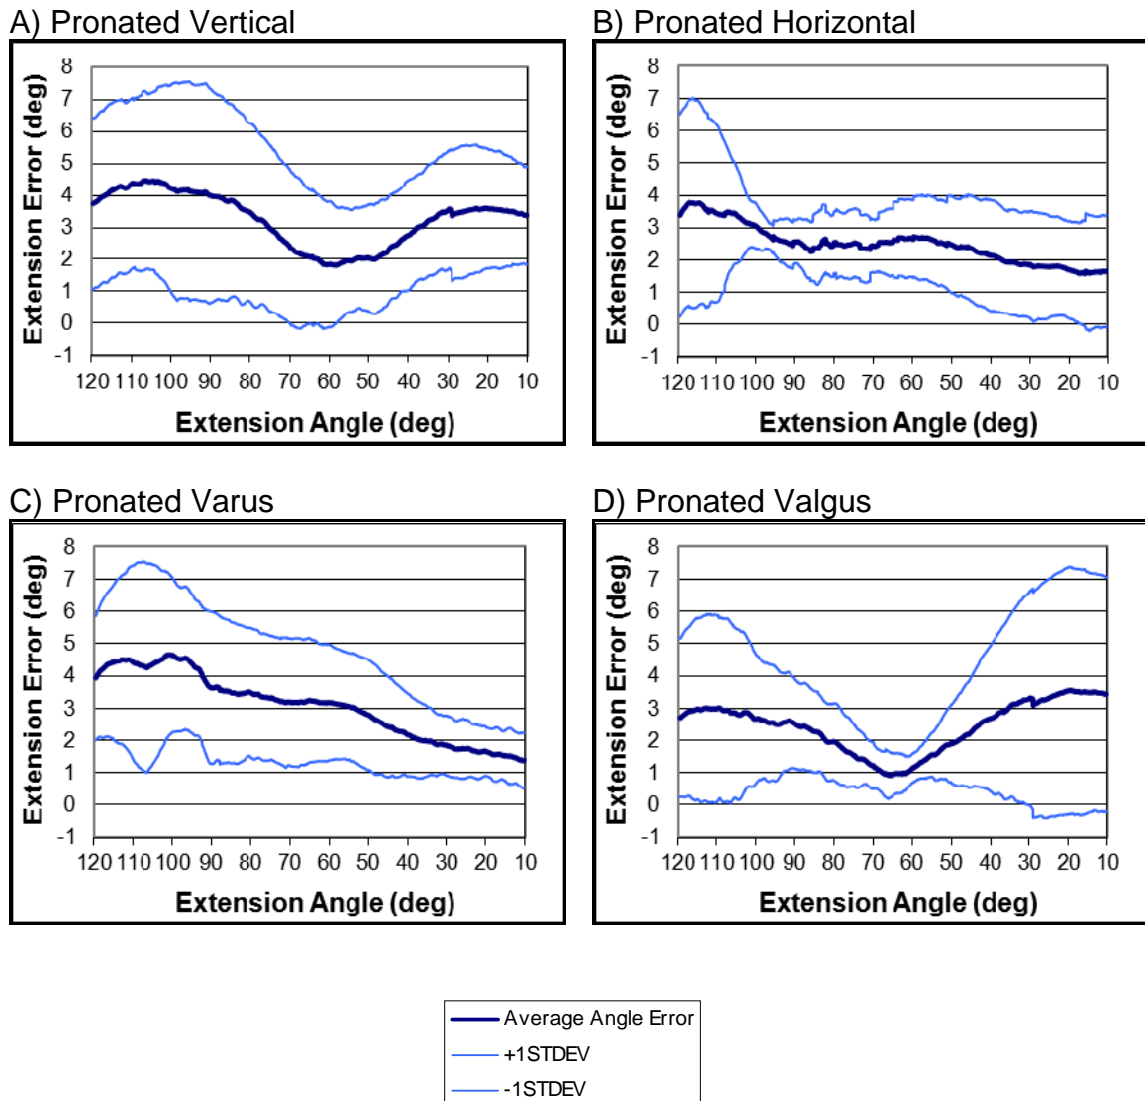 A) Pronated Vertical
Extension Error (deg)
8
7
6
5
4
3
2
1
0
-1
120 110 100 90 80 70 60 50 40 30 20 10
Extension Angle (deg)
B) Pronated Horizontal
Extension Error (deg)
8
7
6
5
4
3
2
1
0
-1
120 110 100 90 80 70 60 50 40 30 20 10
Extension Angle (deg)
C) Pronated Varus
Extension Error (deg)
8
7
6
5
4
3
2
1
0
-1
120 110 100 90 80 70 60 50 40 30 20 10
Extension Angle (deg)
D) Pronated Valgus
Extension Error (deg)
8
7
6
5
4
3
2
1
0
-1
120 110 100 90 80 70 60 50 40 30 20 10
Extension Angle (deg)
Average Angle Error
+1STDEV
-1STDEV